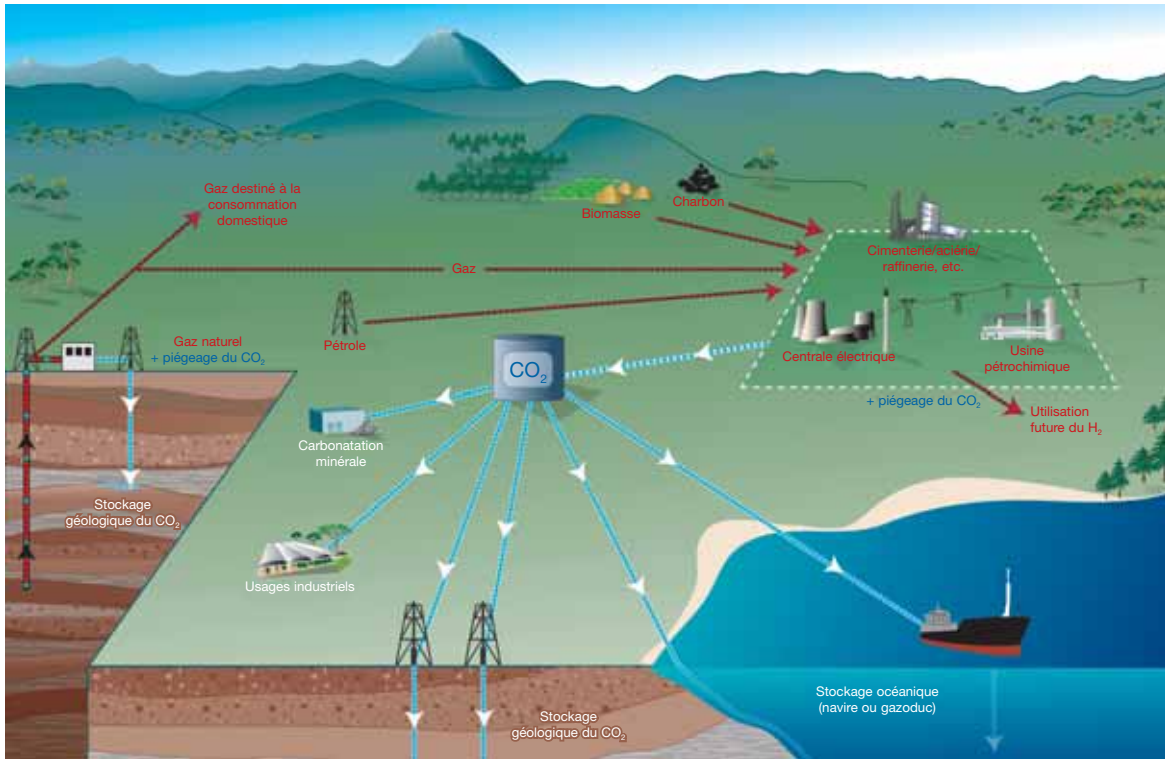 Gaz destiné à la
consommation
domestique
Biomasse
Charbon
Cimenterie/aciérie/
raffinerie, etc.
Gaz
Pétrole
Gaz naturel
+ piégeage du CO₂
CO₂
Centrale électrique
Usine
pétrochimique
+ piégeage du CO₂
Utilisation
future du H₂
Carbonatation
minérale
Stockage
géologique du CO₂
Usages industriels
Stockage océanique
(navire ou gazoduc)
Stockage
géologique du CO₂